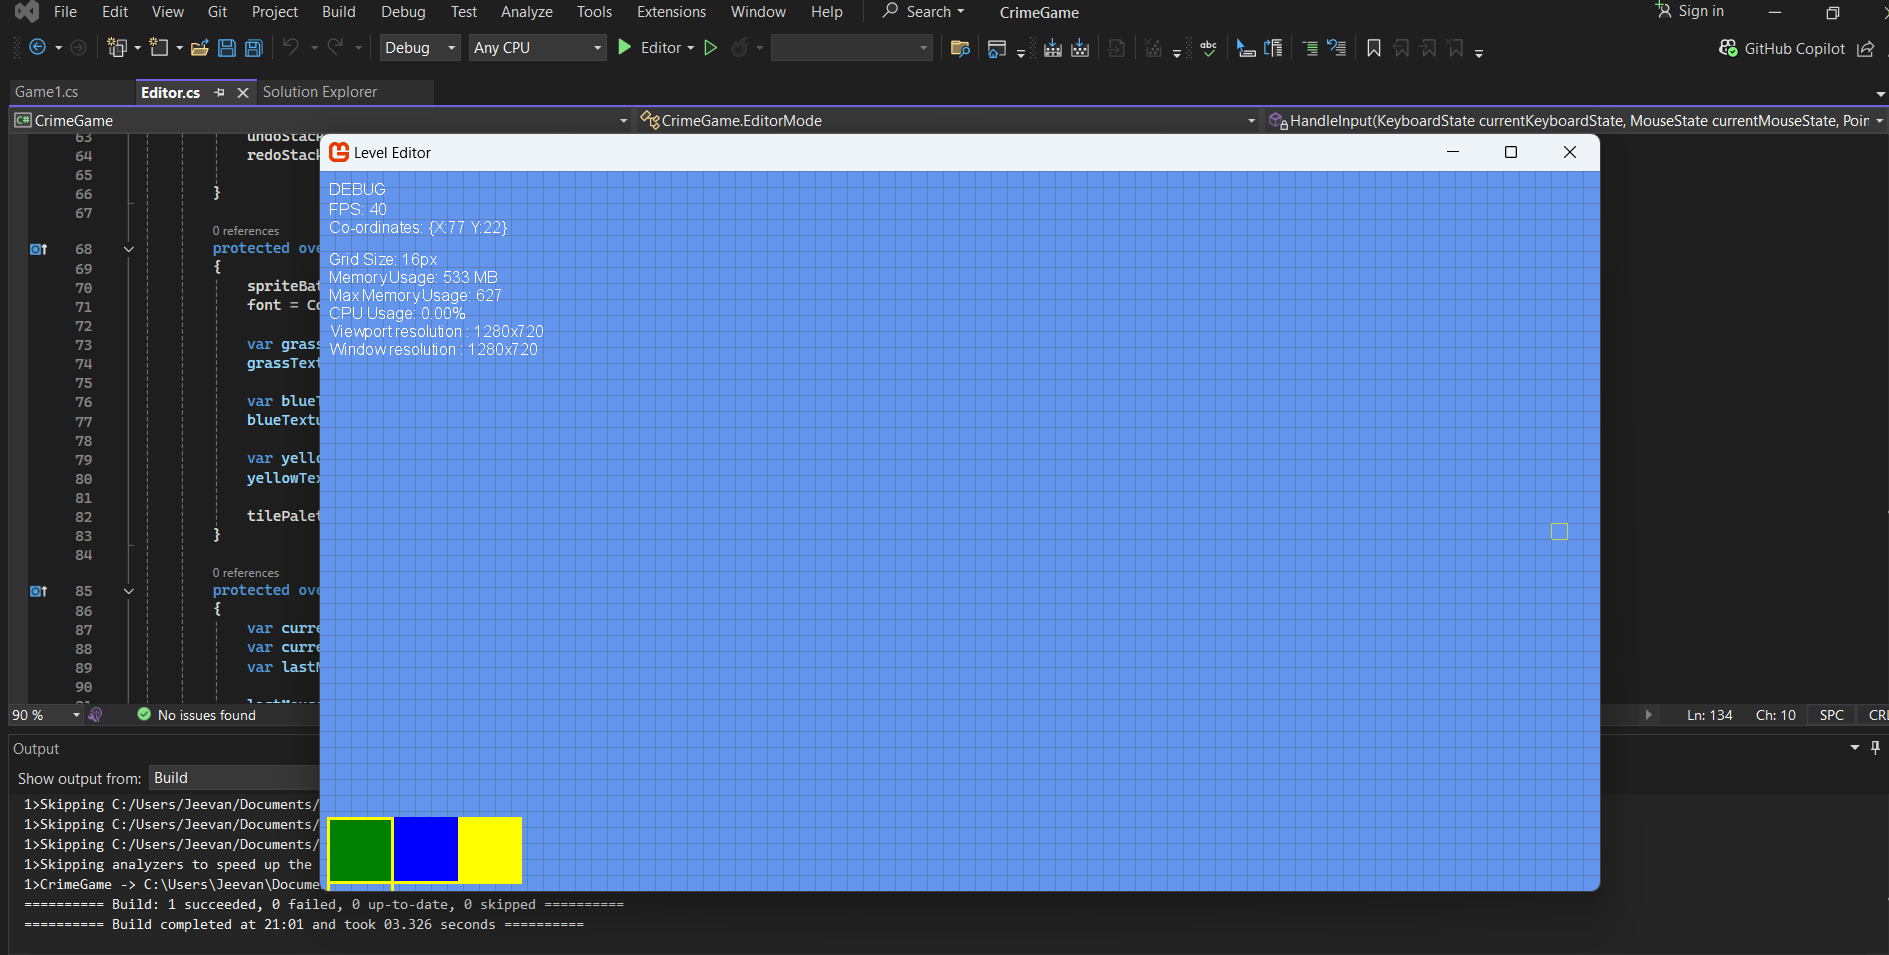 File Edit View Git Project Build Debug Test Analyze Tools Extensions Window Help Search CrimeGame Sign in
Debug Any CPU Editor abc GitHub Copilot
Game1.cs Editor.cs Solution Explorer
C# CrimeGame CrimeGame.EditorMode HandleInput(KeyboardState currentKeyboardState, MouseState currentMouseState, Poin
63 undoStack
64 redoStack
65
66 }
67
0 references
68 protected ove
69 {
70 spriteBat
71 font = Co
72
73 var grass
74 grassText
75
76 var blueT
77 blueTextu
78
79 var yello
80 yellowTex
81
82 tilePalet
83 }
84
0 references
85 protected ove
86 {
87 var curre
88 var curre
89 var lastM
90
Level Editor
DEBUG
FPS: 40
Co-ordinates: {X:77 Y:22}
Grid Size: 16px
Memory Usage: 533 MB
Max Memory Usage: 627
CPU Usage: 0.00%
Viewport resolution : 1280x720
Window resolution : 1280x720
90 % No issues found Ln: 134 Ch: 10 SPC CRL
Output
Show output from: Build
1>Skipping C:/Users/Jeevan/Documents/
1>Skipping C:/Users/Jeevan/Documents/
1>Skipping C:/Users/Jeevan/Documents/
1>Skipping analyzers to speed up the
1>CrimeGame -> C:\Users\Jeevan\Docume
========== Build: 1 succeeded, 0 failed, 0 up-to-date, 0 skipped ==========
========== Build completed at 21:01 and took 03.326 seconds ==========